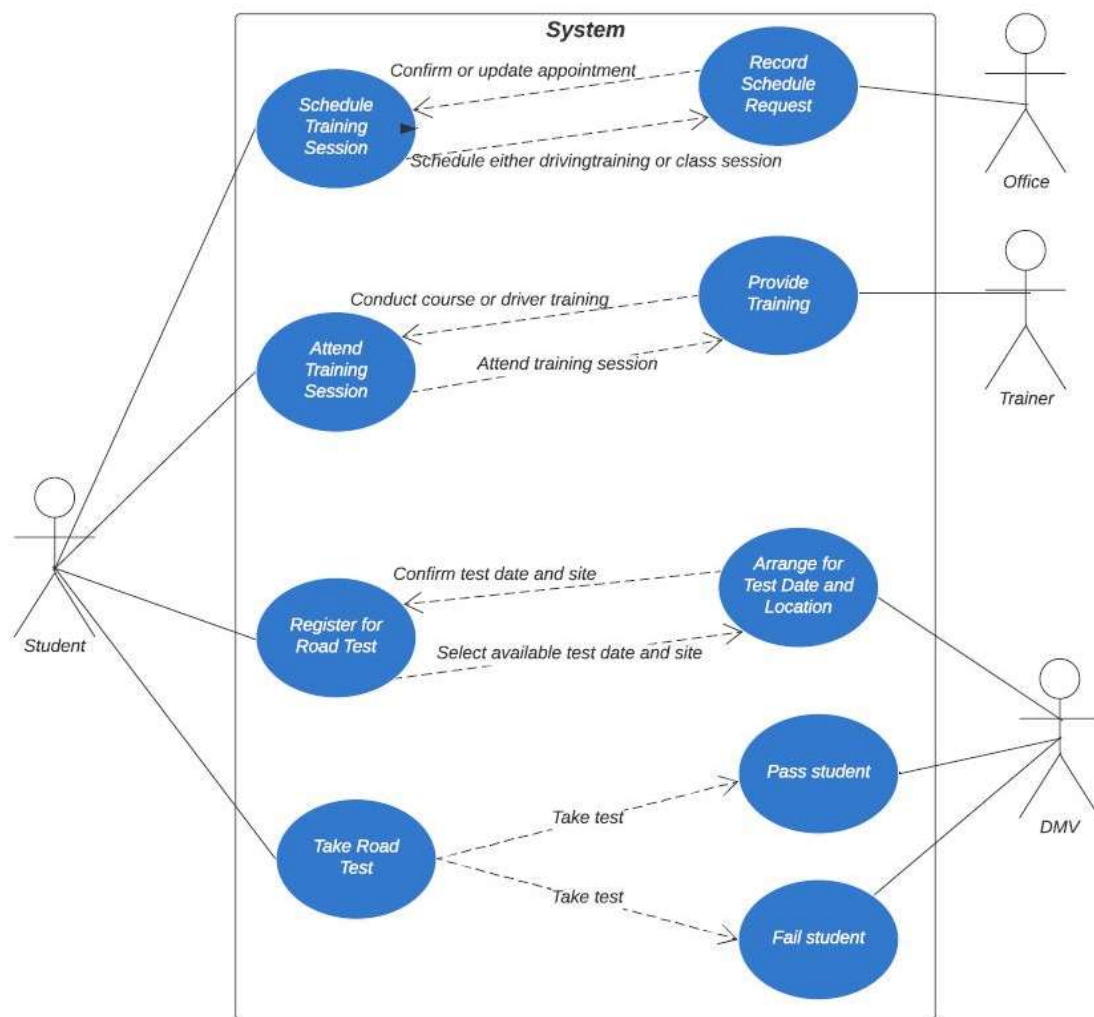 System
Confirm or update appointment
Record
Schedule
Request
Schedule
Training
Session
Schedule either drivingtraining or class session
Office
Conduct course or driver training
Provide
Training
Attend
Training
Session
Attend training session
Trainer
Student
Confirm test date and site
Arrange for
Test Date and
Location
Register for
Road Test
Select available test date and site
Pass student
DMV
Take test
Take Road
Test
Take test
Fail student